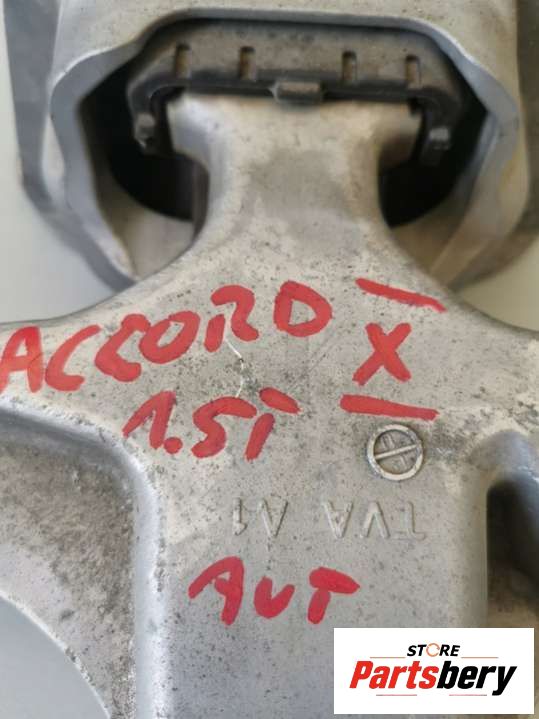 ACCORD X
1.5T
TVA A1
AUT
STORE
Partsbery